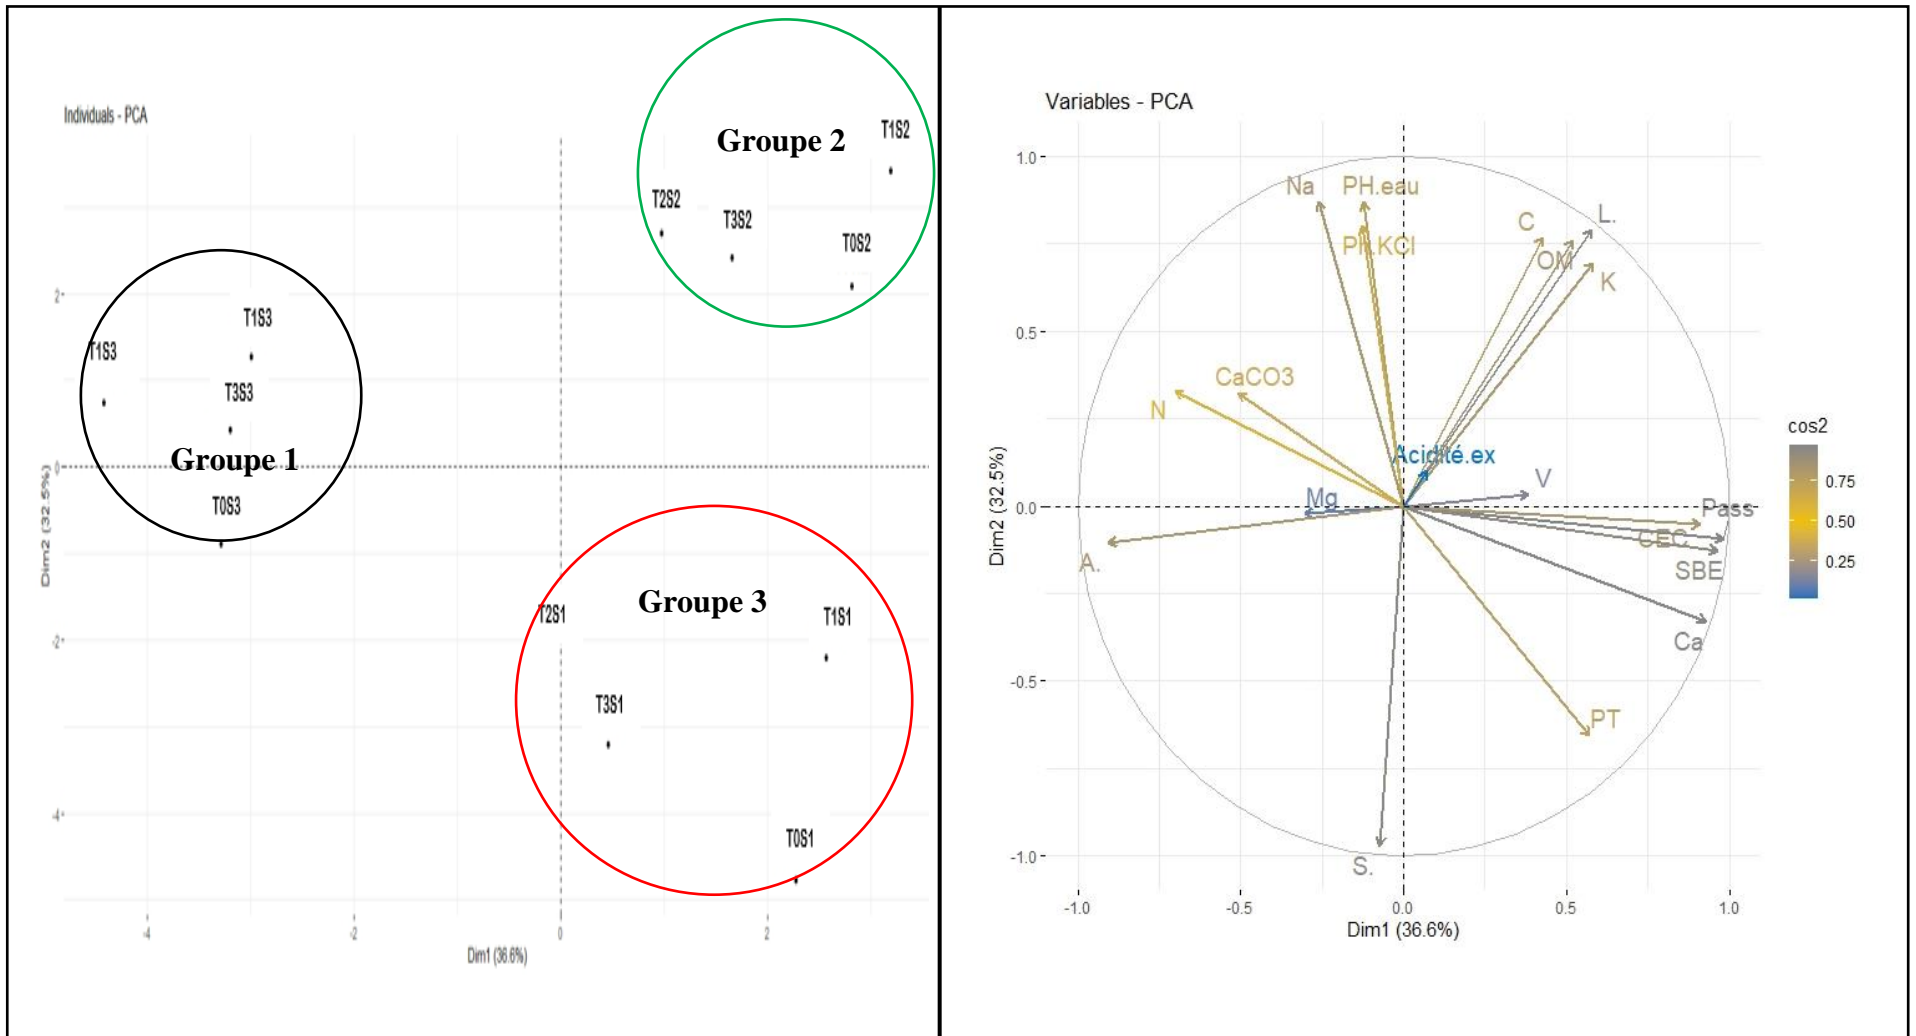 Individuals - PCA
Groupe 2
T1S2
T2S2
T3S2
T0S2
T1S3
T1S3
T3S3
Groupe 1
T0S3
Groupe 3
T2S1
T1S1
T3S1
T0S1
2
0
-2
-4
Dim2 (32.5%)
-4
-2
0
2
Dim1 (36.6%)
Variables - PCA
Na
PH.eau
PH.KCl
C
L.
OM
K
CaCO3
N
Acidité.ex
V
Mg
Pass
CEC
SBE
A.
Ca
PT
S.
1.0
0.5
0.0
-0.5
-1.0
Dim2 (32.5%)
-1.0
-0.5
0.0
0.5
1.0
Dim1 (36.6%)
cos2
0.75
0.50
0.25